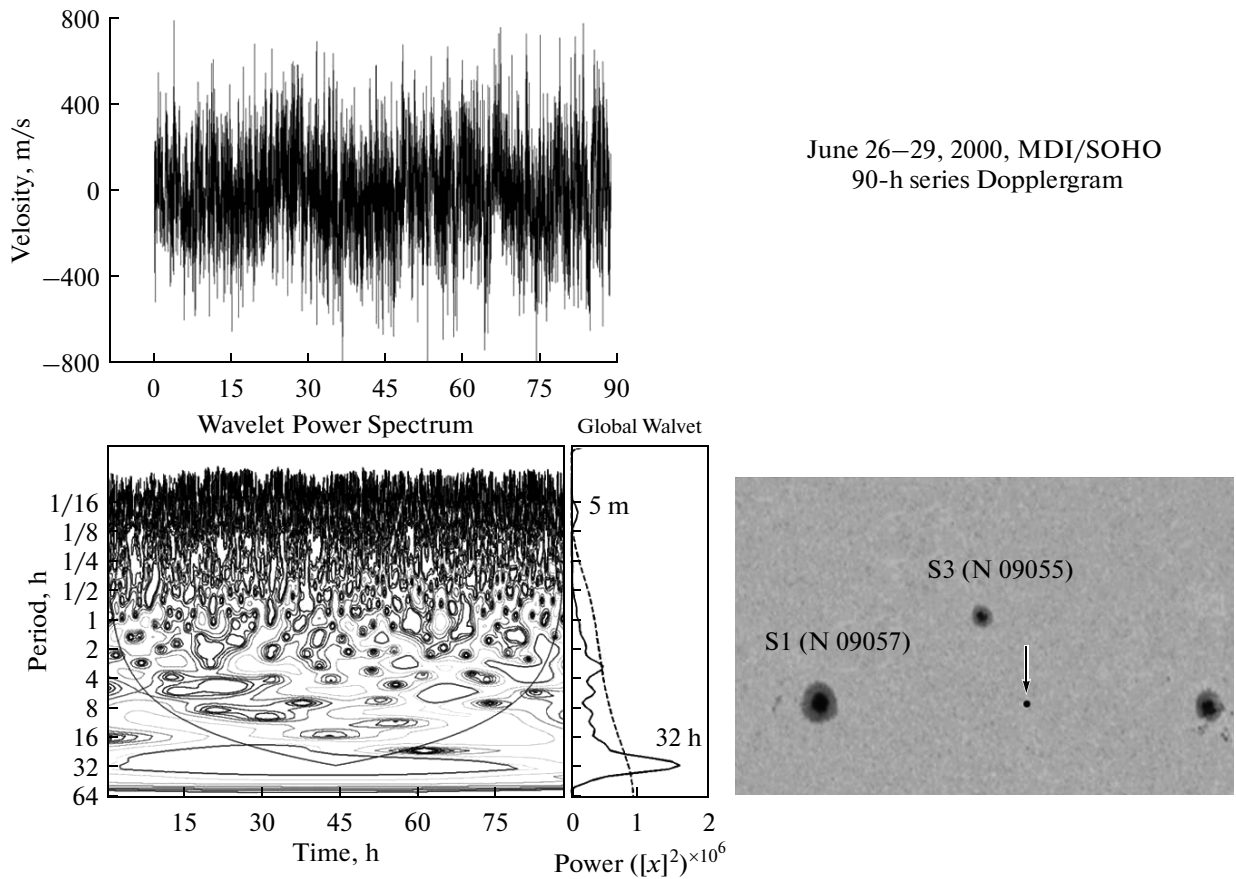 800
400
0
−400
−800
Velosity, m/s
0 15 30 45 60 75 90
June 26−29, 2000, MDI/SOHO
90-h series Dopplergram
Wavelet Power Spectrum
Global Walvet
1/16
1/8
1/4
1/2
1
2
4
8
16
32
64
Period, h
15 30 45 60 75
Time, h
5 m
32 h
0 1 2
Power ([x]²)×10⁶
S3 (N 09055)
S1 (N 09057)